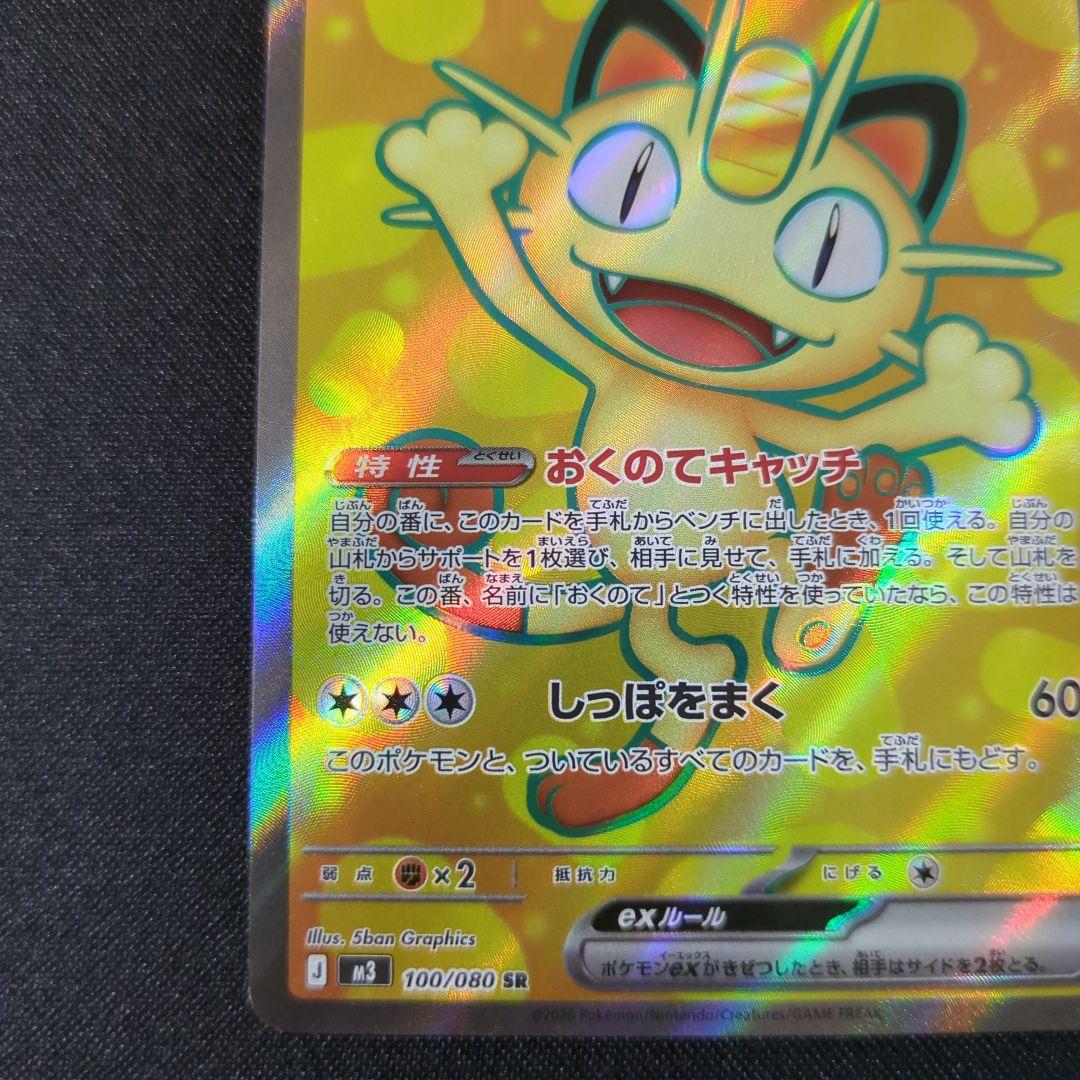 特性 とくせい おくのてキャッチ
自分の番に、このカードを手札からベンチに出したとき、1回使える。自分の
山札からサポートを1枚選び、相手に見せて、手札に加える。そして山札を
切る。この番、名前に「おくのて」とつく特性を使っていたなら、この特性は
使えない。
しっぽをまく 60
このポケモンと、ついているすべてのカードを、手札にもどす。
弱点 ×2 抵抗力 にげる
exルール
ポケモンexがきぜつしたとき、相手はサイドを2枚とる。
Illus. 5ban Graphics
J M3 100/080 SR
©2026 Pokémon/Nintendo/Creatures/GAME FREAK